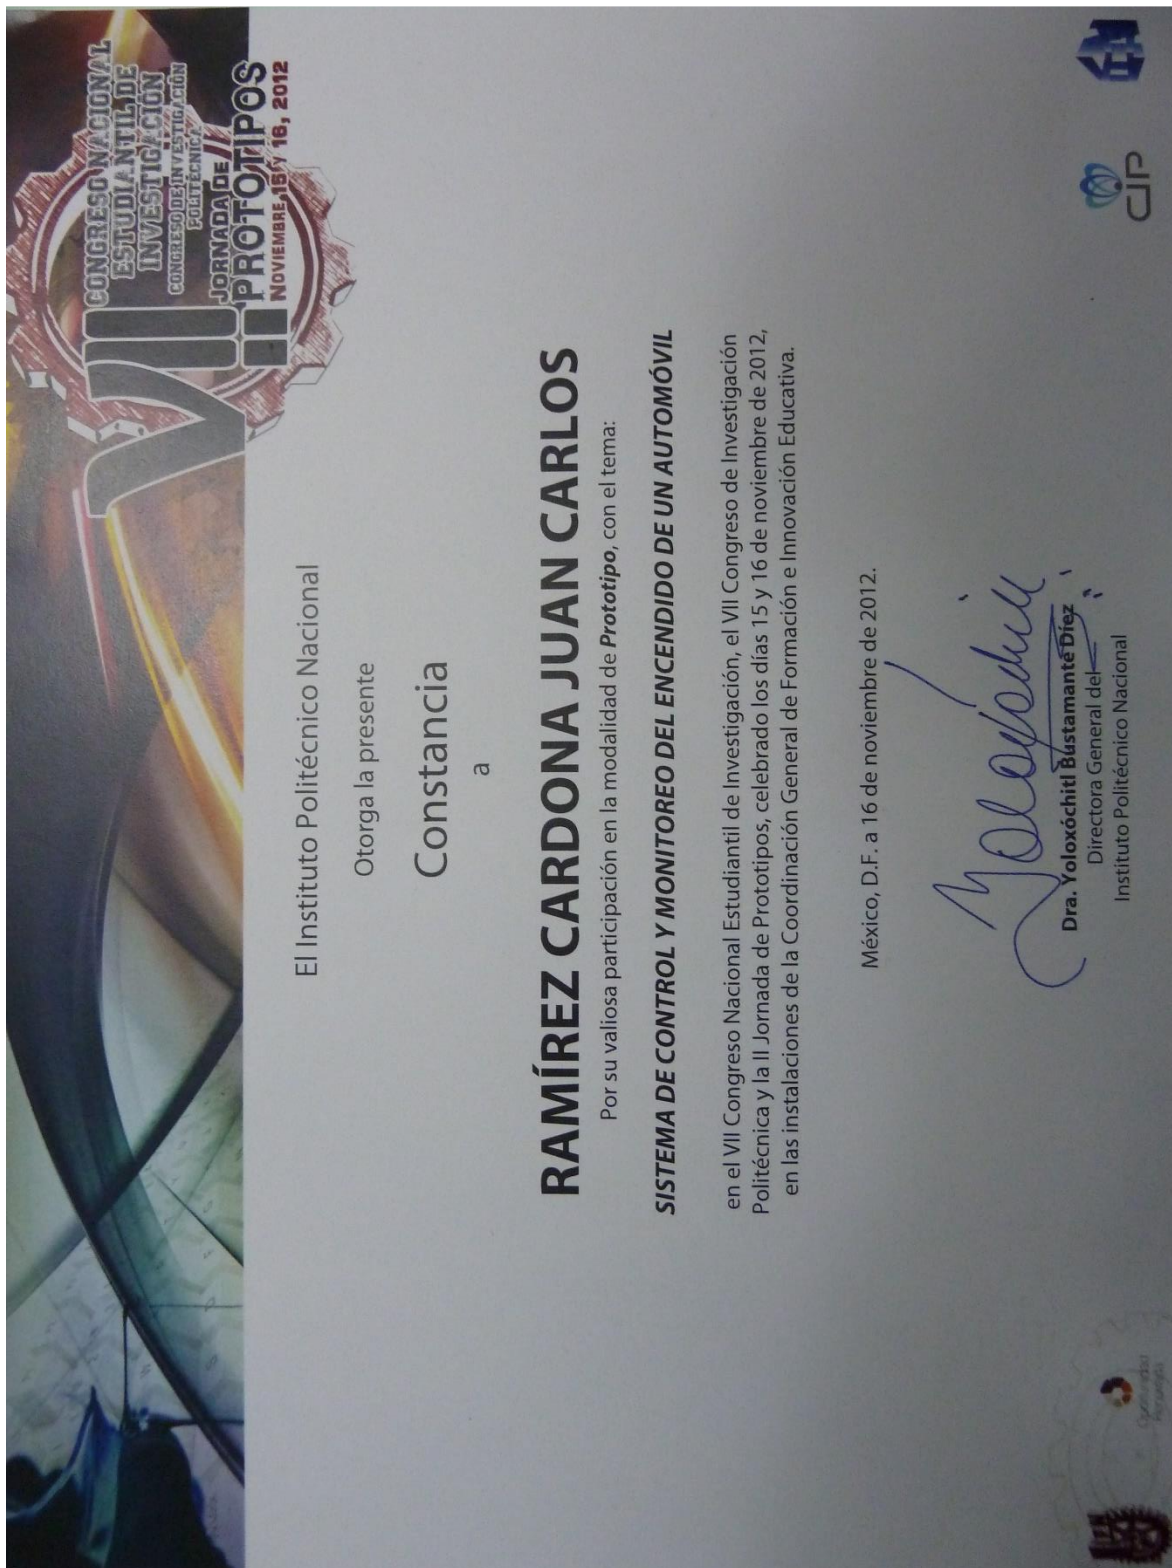 VII
CONGRESO NACIONAL
ESTUDIANTIL DE
INVESTIGACIÓN
CONGRESO DE INVESTIGACIÓN
POLITÉCNICA
JORNADA DE II
PROTOTIPOS
NOVIEMBRE, 15 Y 16, 2012
El Instituto Politécnico Nacional
Otorga la presente
Constancia
a
RAMÍREZ CARDONA JUAN CARLOS
Por su valiosa participación en la modalidad de Prototipo, con el tema:
SISTEMA DE CONTROL Y MONITOREO DEL ENCENDIDO DE UN AUTOMÓVIL
en el VII Congreso Nacional Estudiantil de Investigación, el VII Congreso de Investigación
Politécnica y la II Jornada de Prototipos, celebrado los días 15 y 16 de noviembre de 2012,
en las instalaciones de la Coordinación General de Formación e Innovación Educativa.
México, D.F. a 16 de noviembre de 2012.
Dra. Yoloxóchitl Bustamante Díez
Directora General del
Instituto Politécnico Nacional